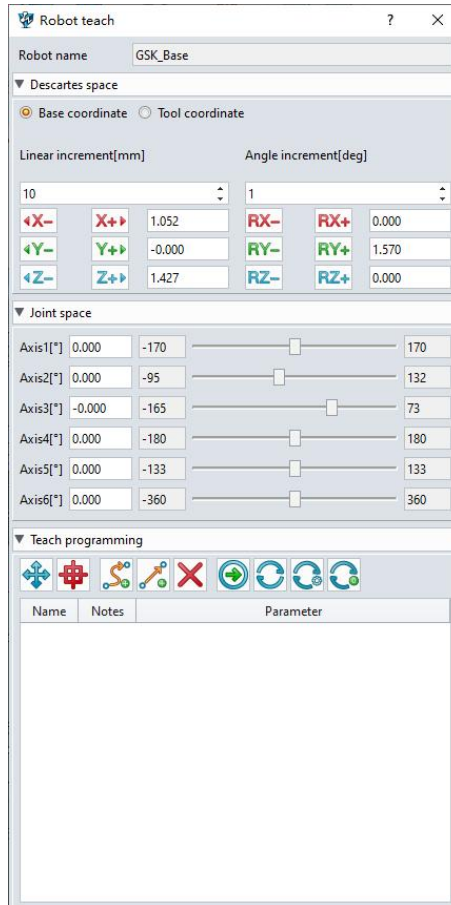 Robot teach ? ×
Robot name GSK_Base
Descartes space
Base coordinate Tool coordinate
Linear increment[mm] Angle increment[deg]
10 1
X- X+ 1.052 RX- RX+ 0.000
Y- Y+ -0.000 RY- RY+ 1.570
Z- Z+ 1.427 RZ- RZ+ 0.000
Joint space
Axis1[°] 0.000 -170 170
Axis2[°] 0.000 -95 132
Axis3[°] -0.000 -165 73
Axis4[°] 0.000 -180 180
Axis5[°] 0.000 -133 133
Axis6[°] 0.000 -360 360
Teach programming
Name Notes Parameter